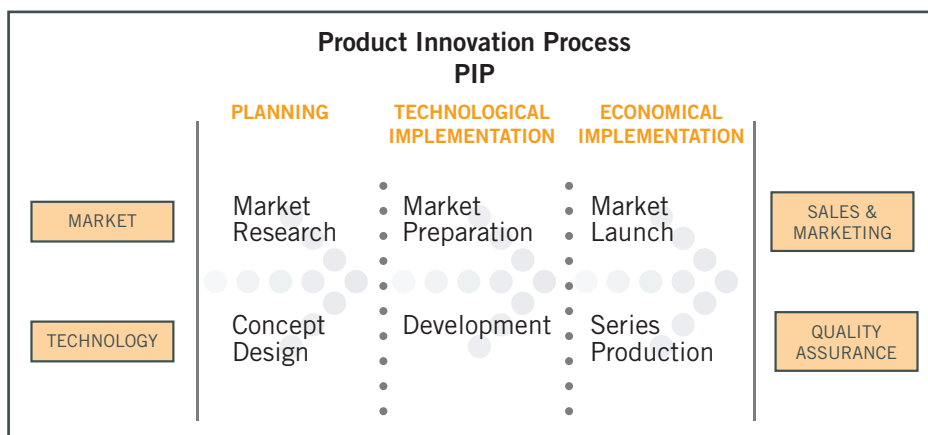 Product Innovation Process
PIP
PLANNING
TECHNOLOGICAL
IMPLEMENTATION
ECONOMICAL
IMPLEMENTATION
MARKET
Market
Research
Market
Preparation
Market
Launch
SALES &
MARKETING
TECHNOLOGY
Concept
Design
Development
Series
Production
QUALITY
ASSURANCE